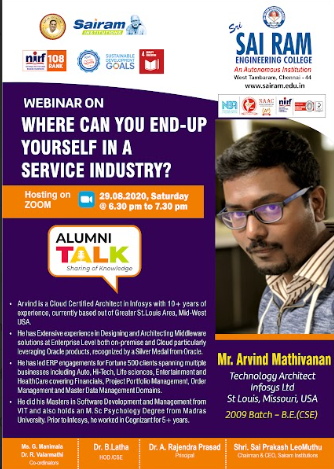 Sairam
INSTITUTIONS
nirf 108
RANK
SUSTAINABLE
DEVELOPMENT
GOALS
Sri
SAI RAM
ENGINEERING COLLEGE
An Autonomous Institution
West Tambaram, Chennai - 44
www.sairam.edu.in
NBA
NAAC
nirf
WEBINAR ON
WHERE CAN YOU END-UP
YOURSELF IN A
SERVICE INDUSTRY?
Hosting on
ZOOM
29.08.2020, Saturday
@ 6.30 pm to 7.30 pm
ALUMNI
TALK
Sharing of Knowledge
• Arvind is a Cloud Certified Architect in Infosys with 10+ years of
experience, currently based out of Greater St.Louis Area, Mid-West
USA.
• He has Extensive experience in Designing and Architecting Middleware
solutions at Enterprise Level both on-premise and Cloud particularly
leveraging Oracle products, recognized by a Silver Medal from Oracle.
• He has led ERP engagements for Fortune 500 clients spanning multiple
businesses including Auto, Hi-Tech, Life sciences, Entertainment and
HealthCare covering Financials, Project Portfolio Management, Order
Management and Master Data Management Domains.
• He did his Masters in Software Development and Management from
VIT and also holds an M.Sc Psychology Degree from Madras
University. Prior to Infosys, he worked in Cognizant for 5+ years.
Mr. Arvind Mathivanan
Technology Architect
Infosys Ltd
St Louis, Missouri, USA
2009 Batch - B.E.(CSE)
Ms. G. Manimala
Dr. R. Valarmathi
Co-ordinators
Dr. B.Latha
HOD/CSE
Dr. A. Rajendra Prasad
Principal
Shri. Sai Prakash LeoMuthu
Chairman & CEO, Sairam Institutions